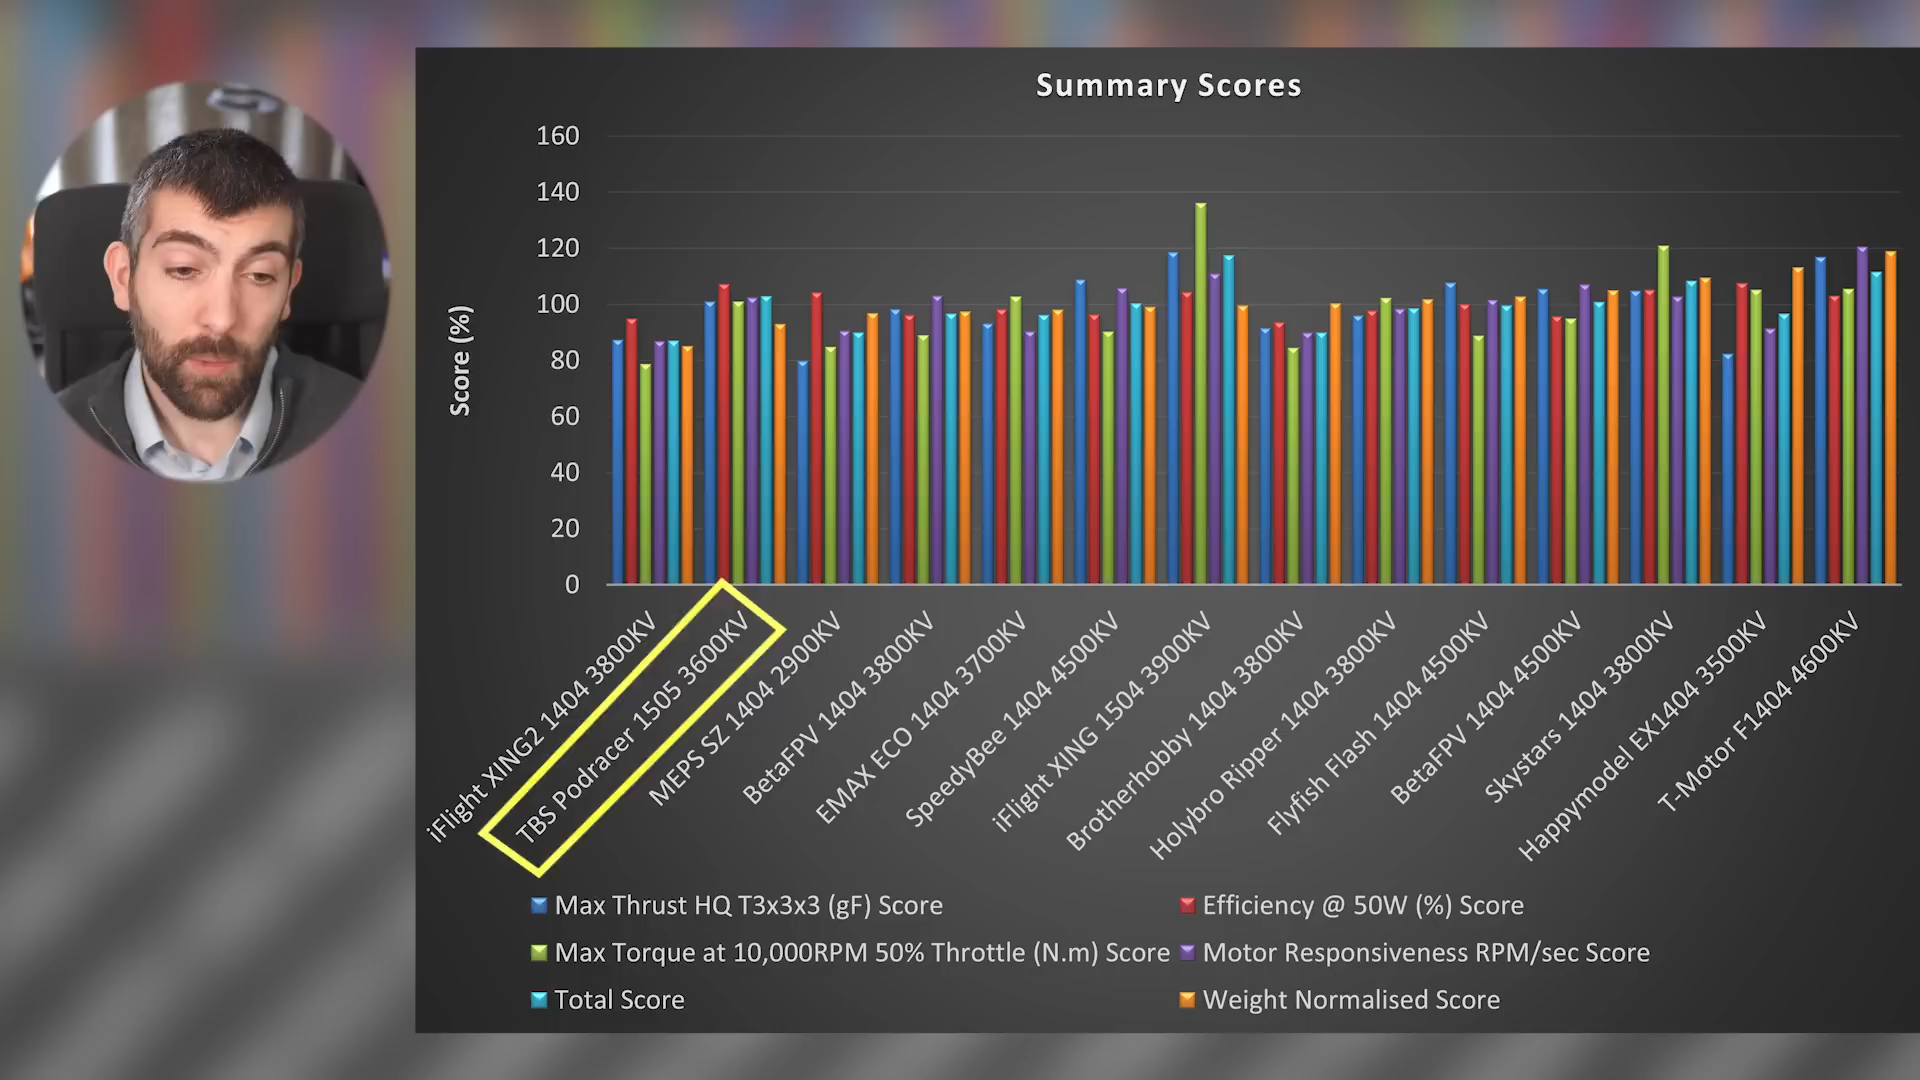 Summary Scores
160
140
120
100
80
60
40
20
0
Score (%)
iFlight XING2 1404 3800KV
TBS Podracer 1505 3600KV
MEPS SZ 1404 2900KV
BetaFPV 1404 3800KV
EMAX ECO 1404 3700KV
SpeedyBee 1404 4500KV
iFlight XING 1504 3900KV
Brotherhobby 1404 3800KV
Holybro Ripper 1404 3800KV
Flyfish Flash 1404 4500KV
BetaFPV 1404 4500KV
Skystars 1404 3800KV
Happymodel EX1404 3500KV
T-Motor F1404 4600KV
Max Thrust HQ T3x3x3 (gF) Score
Efficiency @ 50W (%) Score
Max Torque at 10,000RPM 50% Throttle (N.m) Score
Motor Responsiveness RPM/sec Score
Total Score
Weight Normalised Score